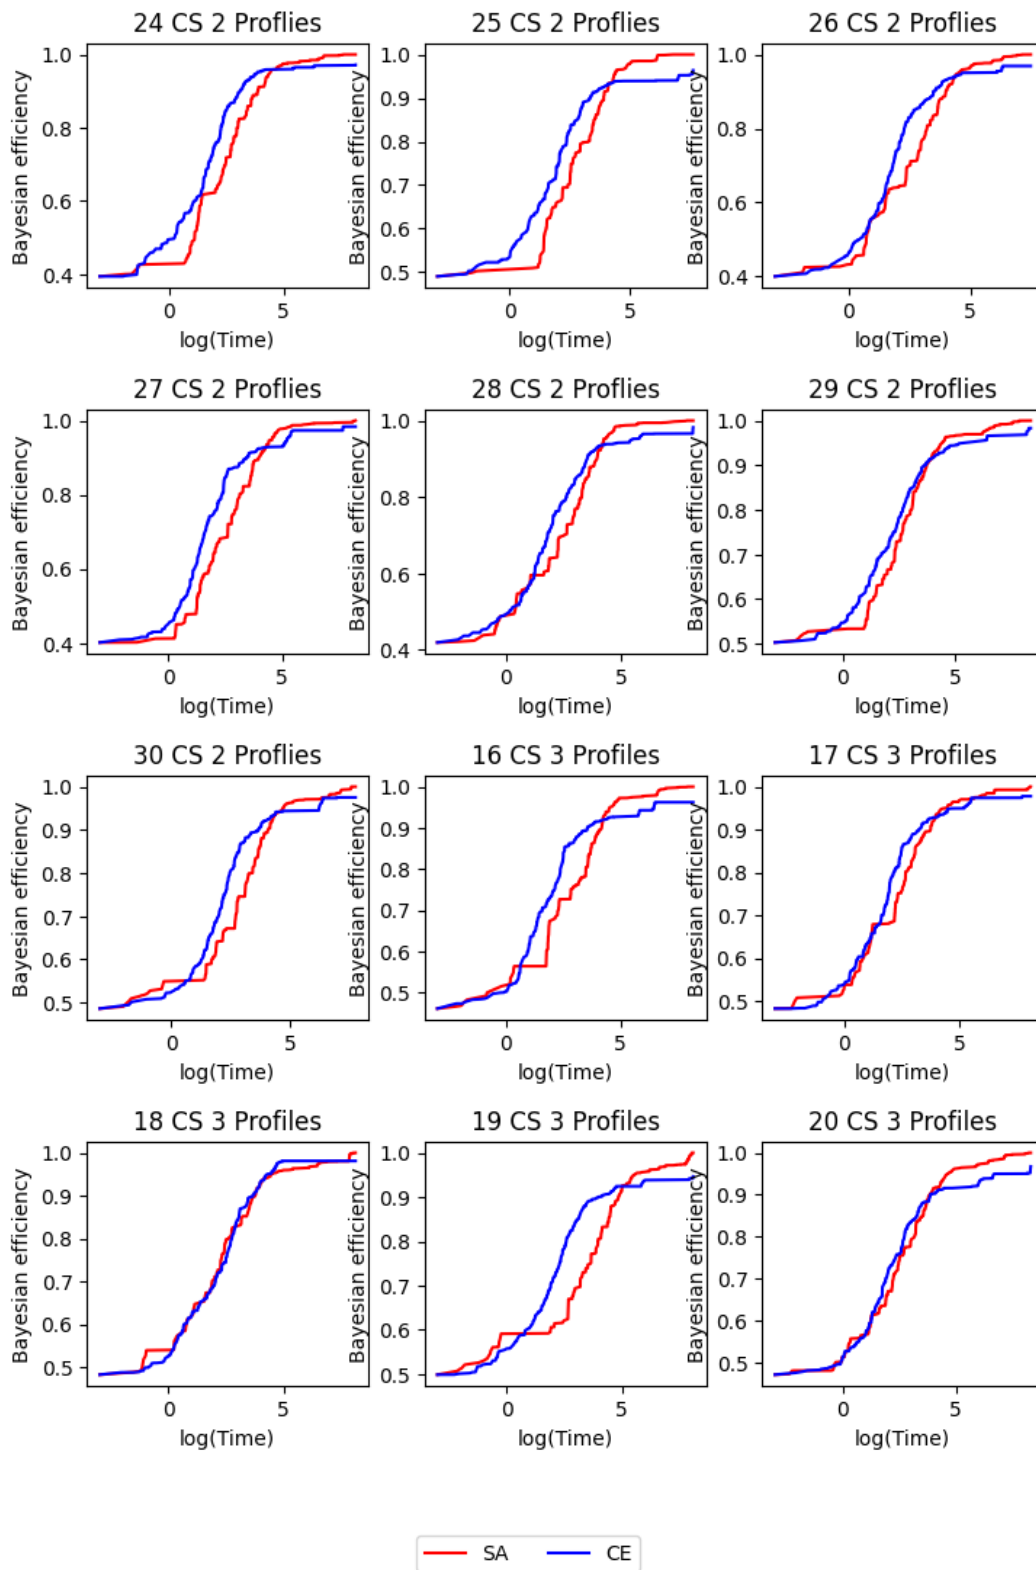 24 CS 2 Proflies
25 CS 2 Proflies
26 CS 2 Proflies
Bayesian efficiency
1.0
0.8
0.6
0.4
0
5
log(Time)
Bayesian efficiency
1.0
0.9
0.8
0.7
0.6
0.5
0
5
log(Time)
Bayesian efficiency
1.0
0.8
0.6
0.4
0
5
log(Time)
27 CS 2 Proflies
28 CS 2 Proflies
29 CS 2 Proflies
Bayesian efficiency
1.0
0.8
0.6
0.4
0
5
log(Time)
Bayesian efficiency
1.0
0.8
0.6
0.4
0
5
log(Time)
Bayesian efficiency
1.0
0.9
0.8
0.7
0.6
0.5
0
5
log(Time)
30 CS 2 Proflies
16 CS 3 Profiles
17 CS 3 Profiles
Bayesian efficiency
1.0
0.9
0.8
0.7
0.6
0.5
0
5
log(Time)
Bayesian efficiency
1.0
0.9
0.8
0.7
0.6
0.5
0
5
log(Time)
Bayesian efficiency
1.0
0.9
0.8
0.7
0.6
0.5
0
5
log(Time)
18 CS 3 Profiles
19 CS 3 Profiles
20 CS 3 Profiles
Bayesian efficiency
1.0
0.9
0.8
0.7
0.6
0.5
0
5
log(Time)
Bayesian efficiency
1.0
0.9
0.8
0.7
0.6
0.5
0
5
log(Time)
Bayesian efficiency
1.0
0.9
0.8
0.7
0.6
0.5
0
5
log(Time)
SA
CE